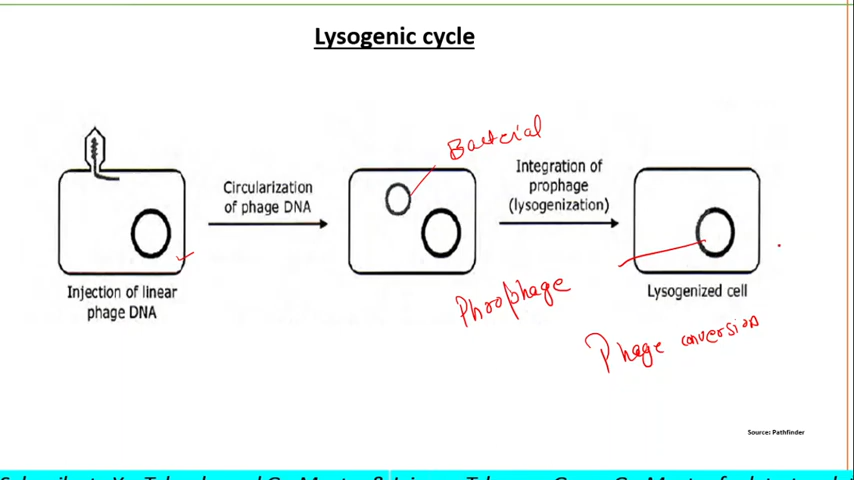 Lysogenic cycle
Bacterial
Circularization
of phage DNA
Integration of
prophage
(lysogenization)
Injection of linear
phage DNA
Phrophage
Lysogenized cell
Phage conversion
Source: Pathfinder